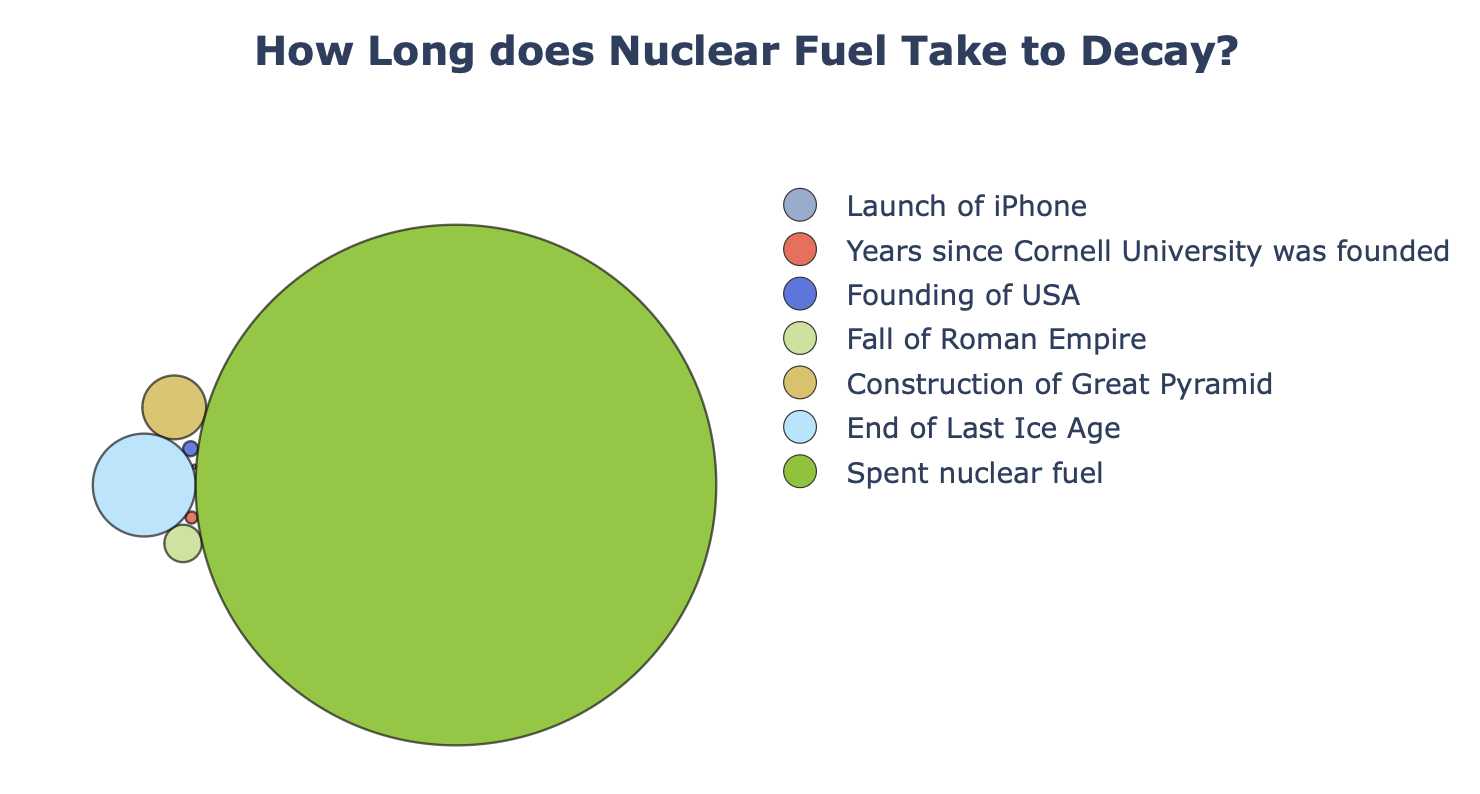 How Long does Nuclear Fuel Take to Decay?
Launch of iPhone
Years since Cornell University was founded
Founding of USA
Fall of Roman Empire
Construction of Great Pyramid
End of Last Ice Age
Spent nuclear fuel